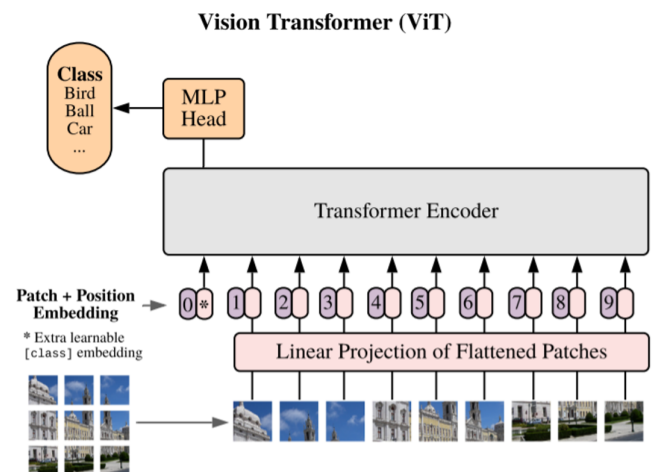 Vision Transformer (ViT)
Class
Bird
Ball
Car
...
MLP
Head
Transformer Encoder
Patch + Position
Embedding
0 * 1 2 3 4 5 6 7 8 9
* Extra learnable
[class] embedding
Linear Projection of Flattened Patches